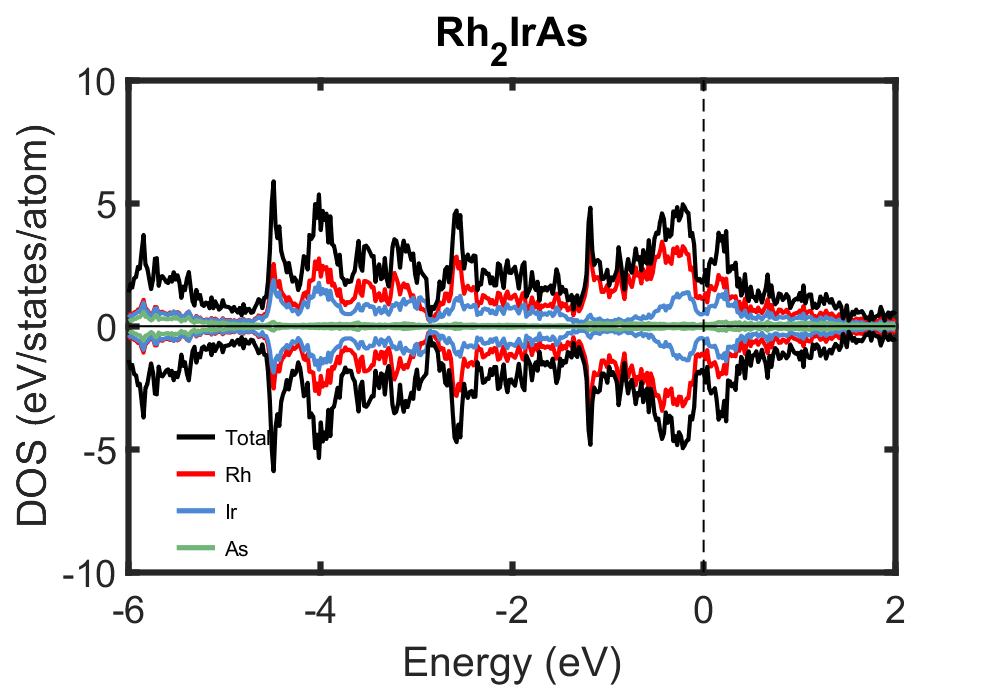 Rh₂IrAs
DOS (eV/states/atom)
10
5
0
-5
-10
Total
Rh
Ir
As
-6 -4 -2 0 2
Energy (eV)